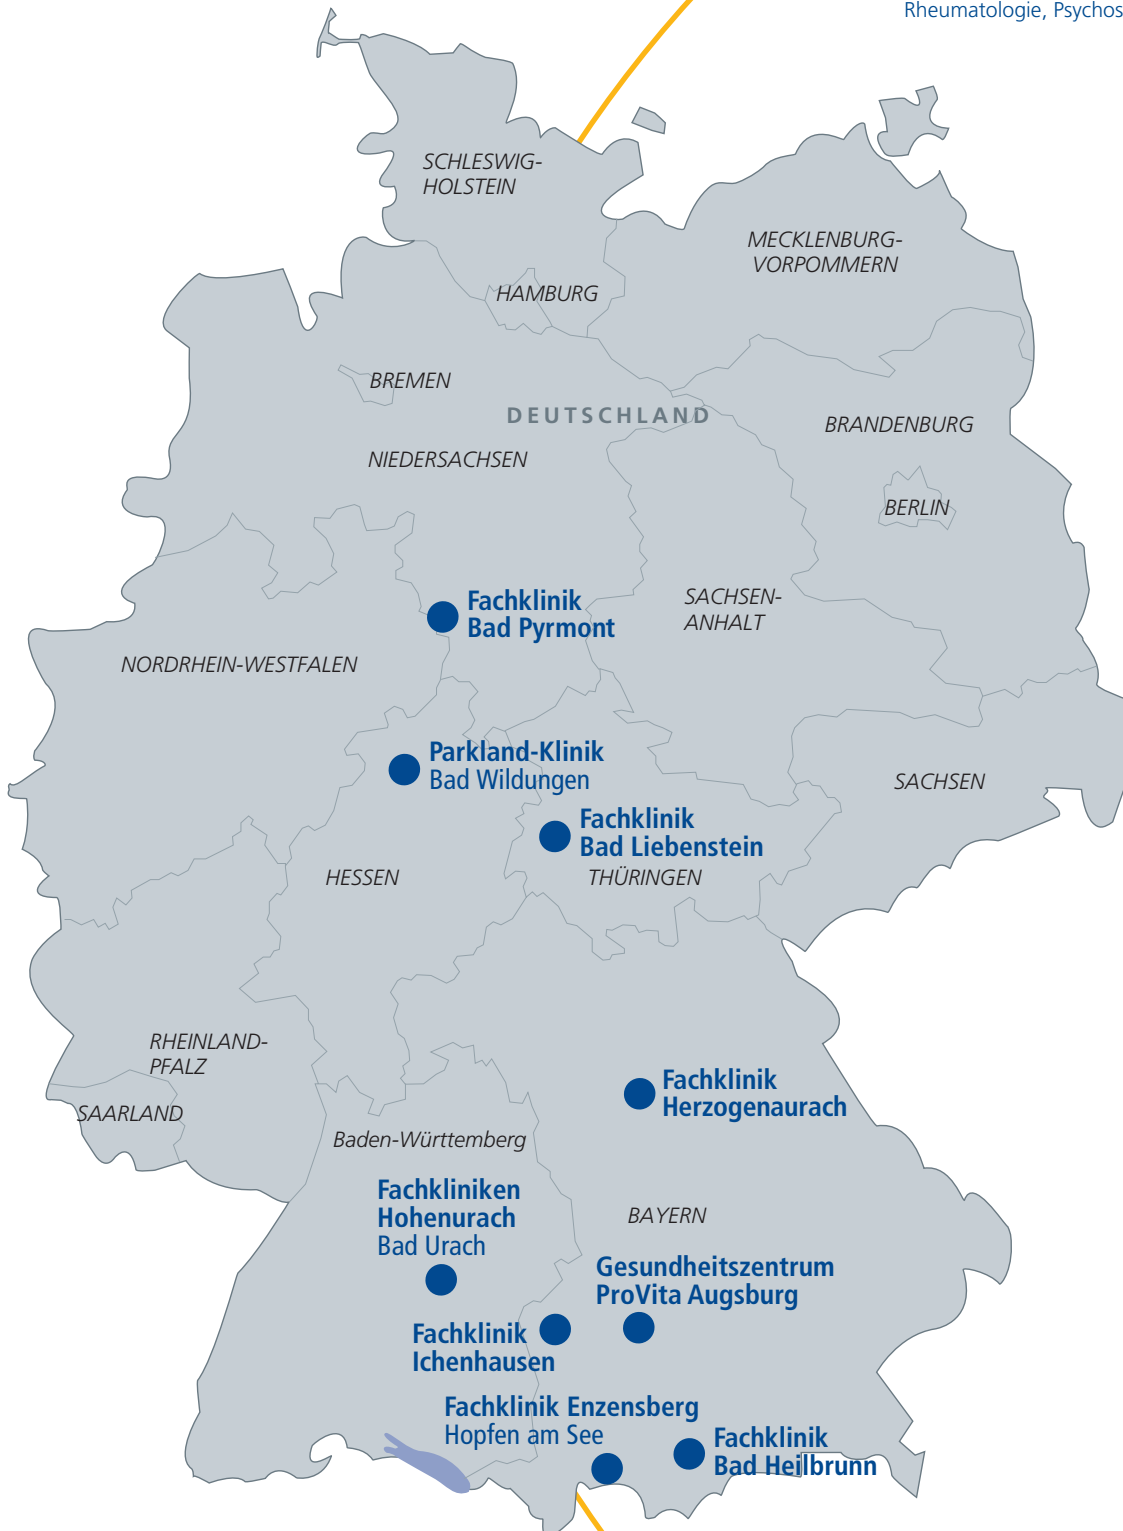 Rheumatologie, Psychos
SCHLESWIG-
HOLSTEIN
MECKLENBURG-
VORPOMMERN
HAMBURG
BREMEN
DEUTSCHLAND
BRANDENBURG
NIEDERSACHSEN
BERLIN
Fachklinik
Bad Pyrmont
SACHSEN-
ANHALT
NORDRHEIN-WESTFALEN
Parkland-Klinik
Bad Wildungen
SACHSEN
Fachklinik
Bad Liebenstein
HESSEN
THÜRINGEN
RHEINLAND-
PFALZ
Fachklinik
Herzogenaurach
SAARLAND
Baden-Württemberg
Fachkliniken
Hohenurach
Bad Urach
BAYERN
Gesundheitszentrum
ProVita Augsburg
Fachklinik
Ichenhausen
Fachklinik Enzensberg
Hopfen am See
Fachklinik
Bad Heilbrunn